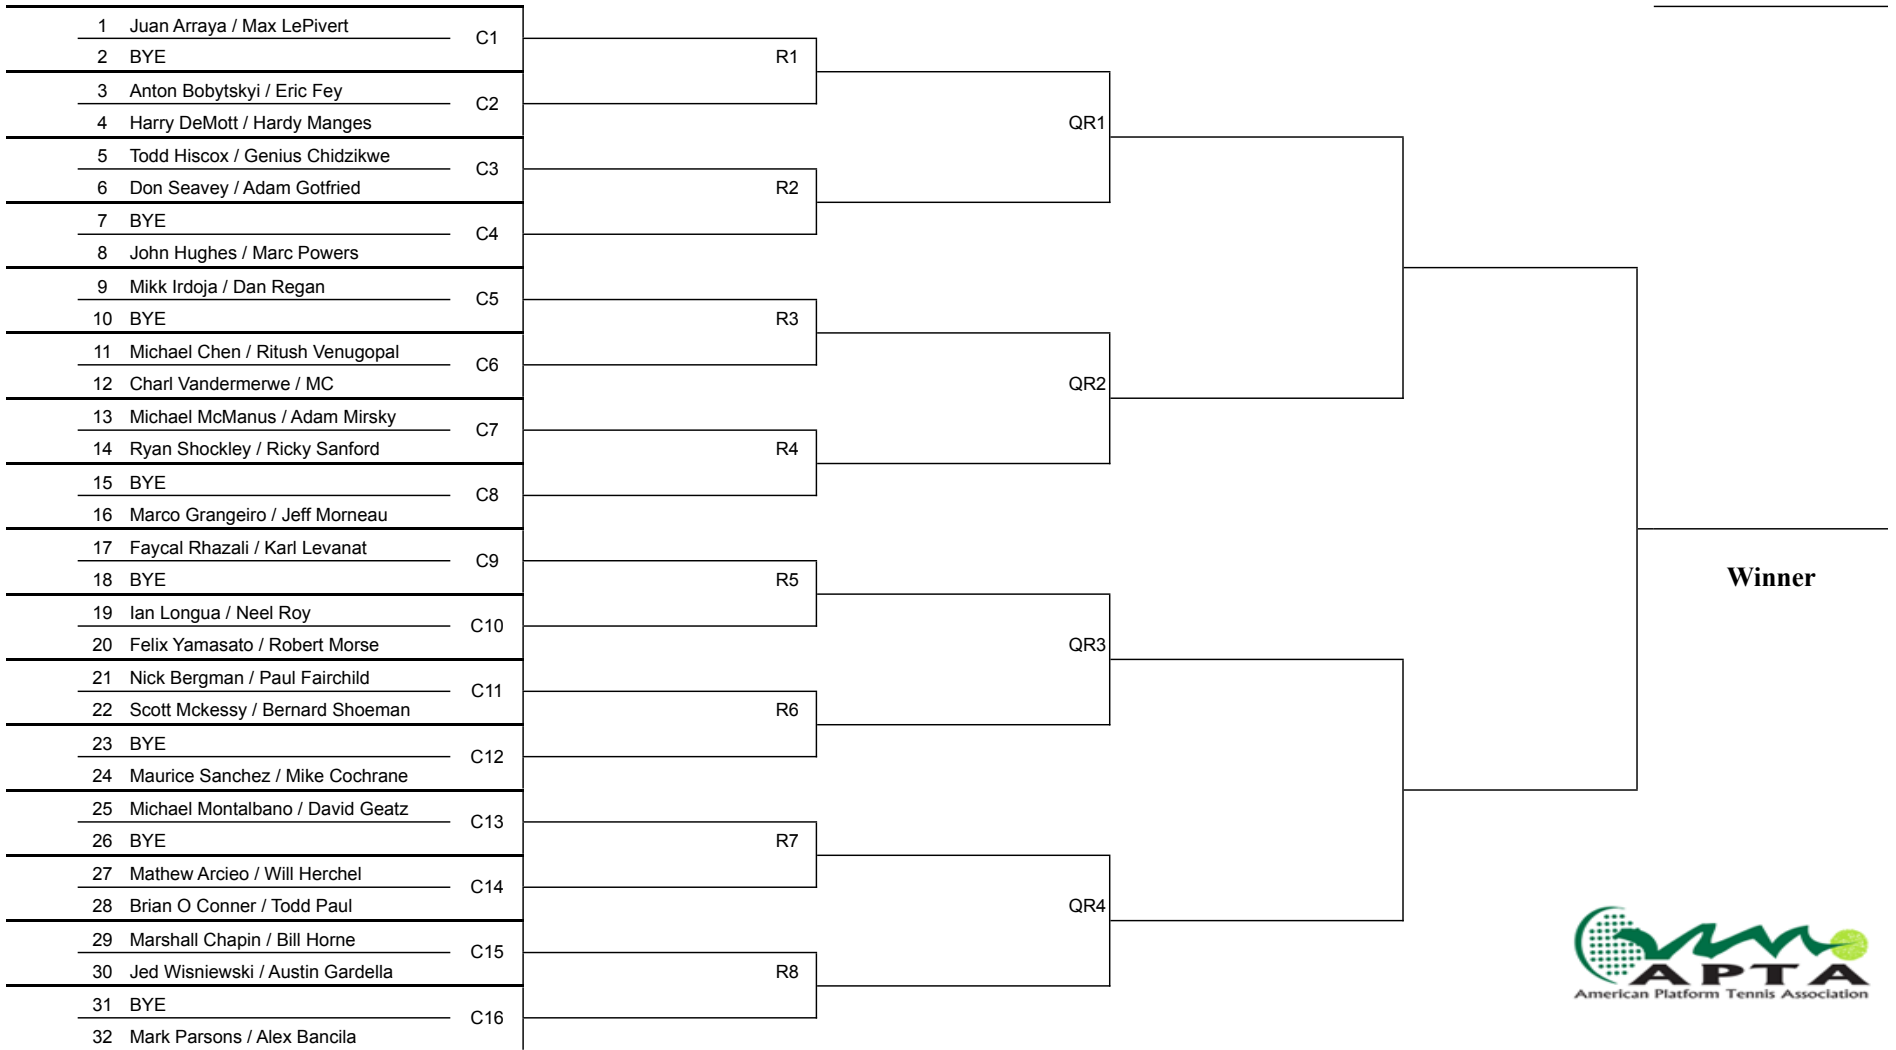 1 Juan Arraya / Max LePivert
C1
2 BYE
R1
3 Anton Bobytskyi / Eric Fey
C2
4 Harry DeMott / Hardy Manges
QR1
5 Todd Hiscox / Genius Chidzikwe
C3
6 Don Seavey / Adam Gotfried
R2
7 BYE
C4
8 John Hughes / Marc Powers
9 Mikk Irdoja / Dan Regan
C5
10 BYE
R3
11 Michael Chen / Ritush Venugopal
C6
12 Charl Vandermerwe / MC
QR2
13 Michael McManus / Adam Mirsky
C7
14 Ryan Shockley / Ricky Sanford
R4
15 BYE
C8
16 Marco Grangeiro / Jeff Morneau
17 Faycal Rhazali / Karl Levanat
C9
18 BYE
R5
Winner
19 Ian Longua / Neel Roy
C10
20 Felix Yamasato / Robert Morse
QR3
21 Nick Bergman / Paul Fairchild
C11
22 Scott Mckessy / Bernard Shoeman
R6
23 BYE
C12
24 Maurice Sanchez / Mike Cochrane
25 Michael Montalbano / David Geatz
C13
26 BYE
R7
27 Mathew Arcieo / Will Herchel
C14
28 Brian O Conner / Todd Paul
QR4
29 Marshall Chapin / Bill Horne
C15
30 Jed Wisniewski / Austin Gardella
R8
31 BYE
C16
32 Mark Parsons / Alex Bancila
APTA
American Platform Tennis Association